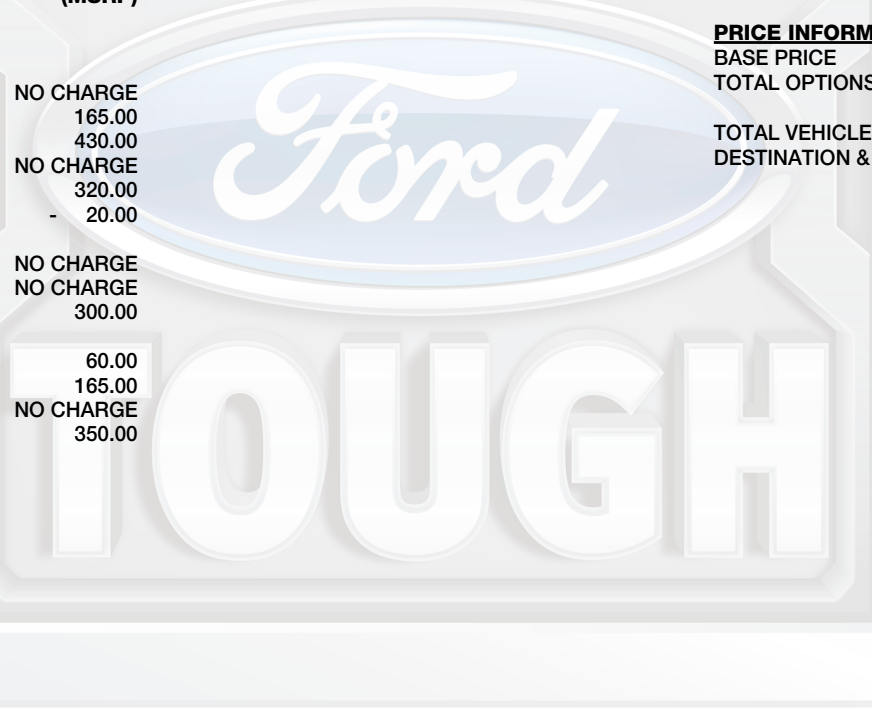 (MSRP)
NO CHARGE
165.00
430.00
NO CHARGE
320.00
- 20.00
NO CHARGE
NO CHARGE
300.00
60.00
165.00
NO CHARGE
350.00
PRICE INFORM
BASE PRICE
TOTAL OPTIONS
TOTAL VEHICLE
DESTINATION &
Ford
TOUGH